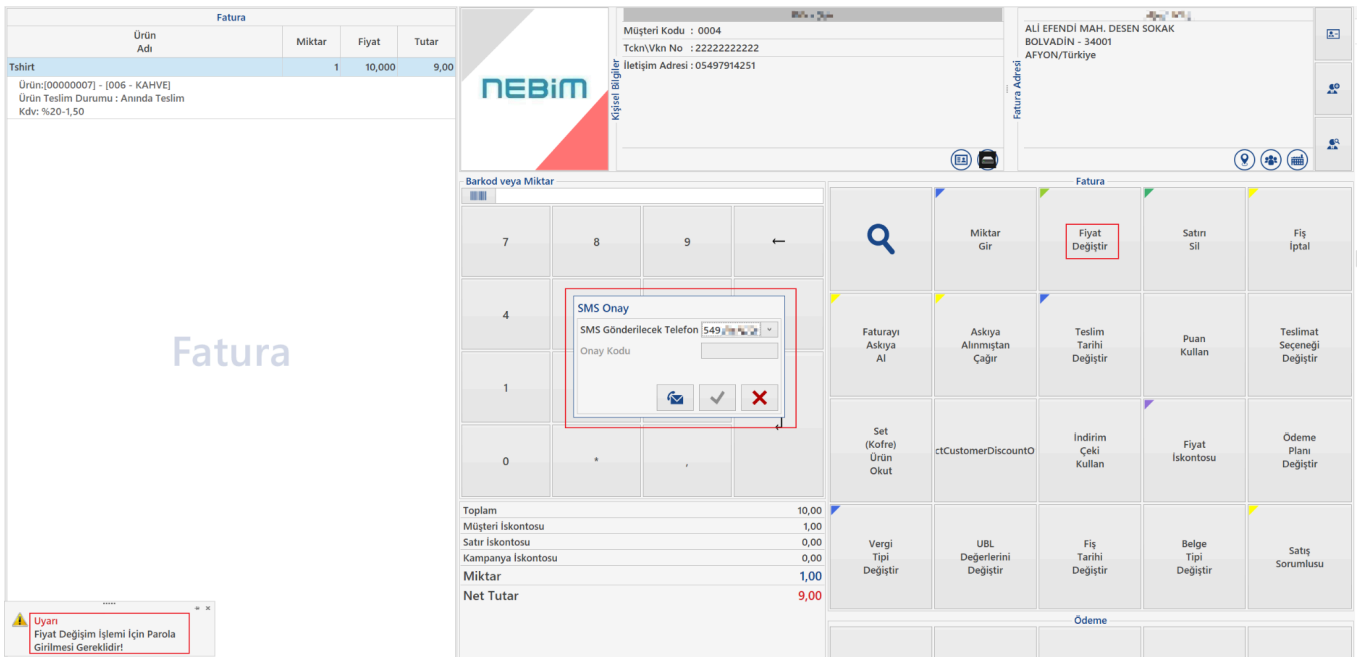 Fatura
Ürün
Adı
Miktar
Fiyat
Tutar
Tshirt 1 10,000 9,00
Ürün:[00000007] - [006 - KAHVE]
Ürün Teslim Durumu : Anında Teslim
Kdv: %20-1,50
Fatura
Uyarı
Fiyat Değişim İşlemi İçin Parola
Girilmesi Gereklidir!
NEBİM
Kişisel Bilgiler
Müşteri Kodu : 0004
Tckn\Vkn No : 22222222222
İletişim Adresi : 05497914251
Fatura Adresi
ALİ EFENDİ MAH. DESEN SOKAK
BOLVADİN - 34001
AFYON/Türkiye
Barkod veya Miktar
7 8 9 ←
4
1
0 * ,
SMS Onay
SMS Gönderilecek Telefon 549
Onay Kodu
Toplam 10,00
Müşteri İskontosu 1,00
Satır İskontosu 0,00
Kampanya İskontosu 0,00
Miktar 1,00
Net Tutar 9,00
Fatura
Miktar
Gir
Fiyat
Değiştir
Satırı
Sil
Fiş
İptal
Faturayı
Askıya
Al
Askıya
Alınmıştan
Çağır
Teslim
Tarihi
Değiştir
Puan
Kullan
Teslimat
Seçeneği
Değiştir
Set
(Kofre)
Ürün
Okut
ctCustomerDiscountO
İndirim
Çeki
Kullan
Fiyat
İskontosu
Ödeme
Planı
Değiştir
Vergi
Tipi
Değiştir
UBL
Değerlerini
Değiştir
Fiş
Tarihi
Değiştir
Belge
Tipi
Değiştir
Satış
Sorumlusu
Ödeme